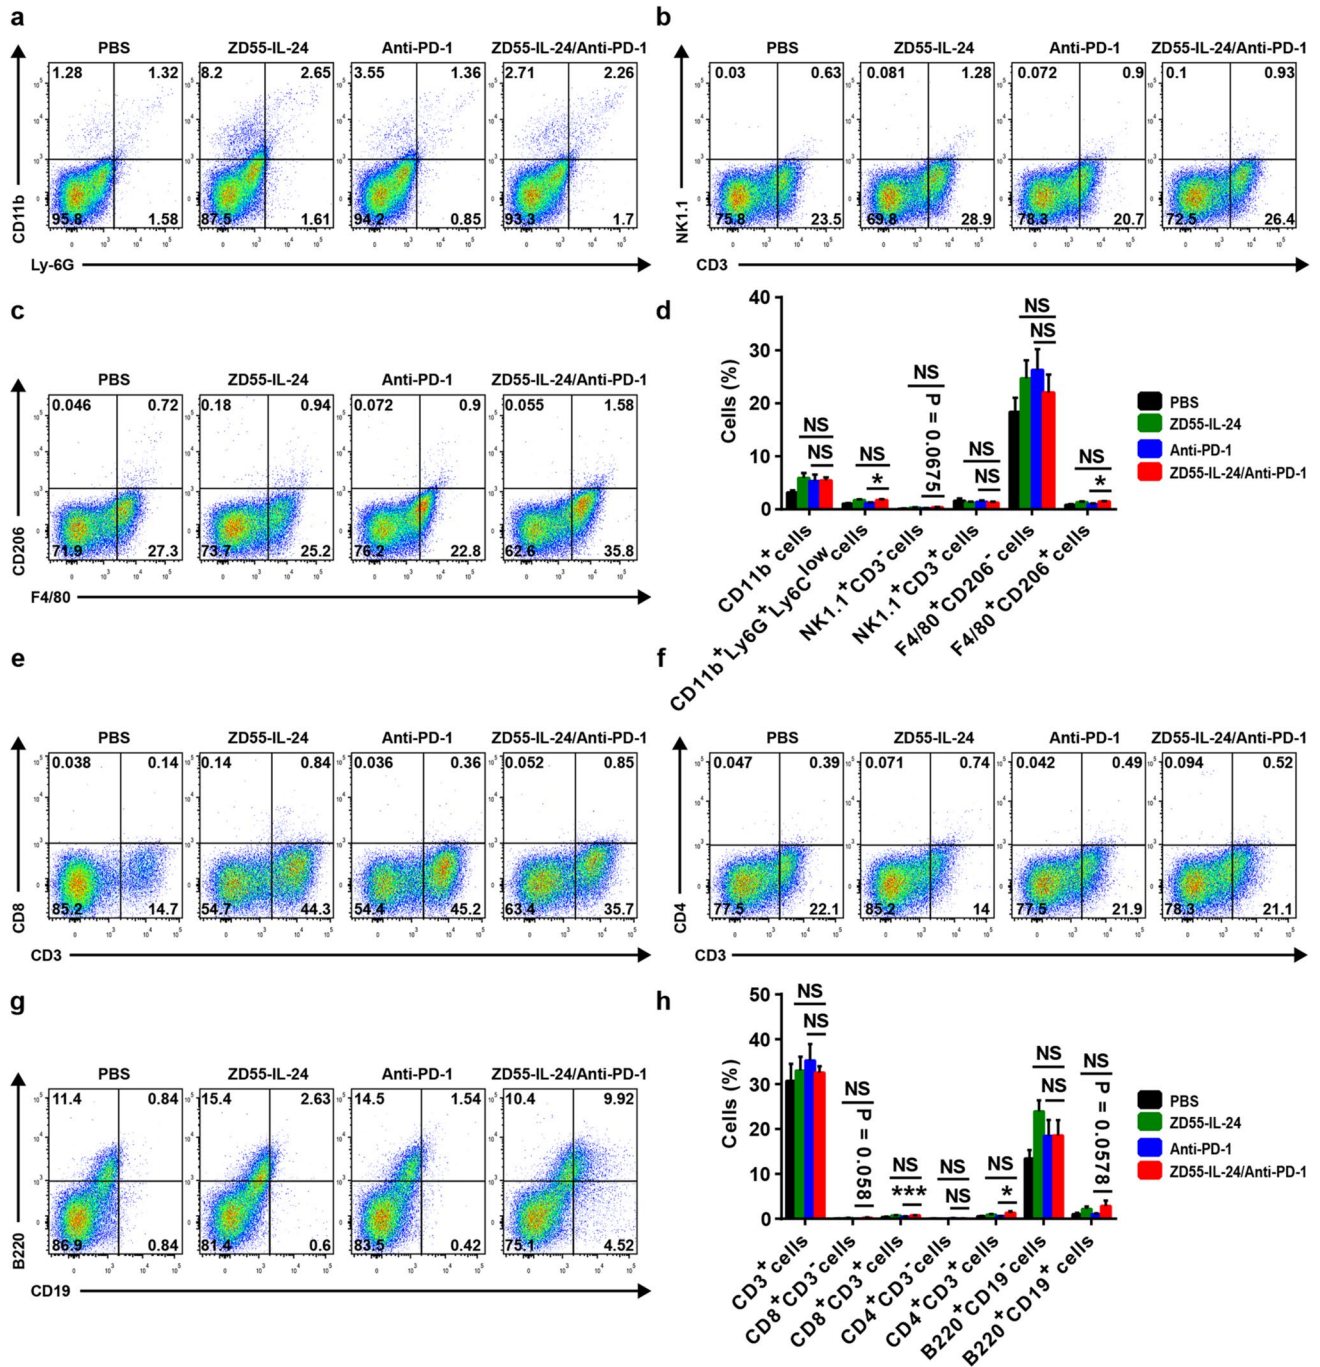 a
PBS
ZD55-IL-24
Anti-PD-1
ZD55-IL-24/Anti-PD-1
1.28 1.32
95.8 1.58
8.2 2.65
87.5 1.61
3.55 1.36
94.2 0.85
2.71 2.26
93.3 1.7
CD11b
Ly-6G
b
PBS
ZD55-IL-24
Anti-PD-1
ZD55-IL-24/Anti-PD-1
0.03 0.63
75.8 23.5
0.081 1.28
69.8 28.9
0.072 0.9
78.3 20.7
0.1 0.93
72.5 26.4
NK1.1
CD3
c
PBS
ZD55-IL-24
Anti-PD-1
ZD55-IL-24/Anti-PD-1
0.046 0.72
71.9 27.3
0.18 0.94
73.7 25.2
0.072 0.9
76.2 22.8
0.055 1.58
62.6 35.8
CD206
F4/80
d
Cells (%)
40
30
20
10
0
NS
NS
NS
*
NS
P = 0.0675
NS
NS
NS
NS
NS
*
CD11b+ cells
CD11b+Ly6G+Ly6Clow cells
NK1.1+CD3- cells
NK1.1+CD3+ cells
F4/80+CD206- cells
F4/80+CD206+ cells
PBS
ZD55-IL-24
Anti-PD-1
ZD55-IL-24/Anti-PD-1
e
PBS
ZD55-IL-24
Anti-PD-1
ZD55-IL-24/Anti-PD-1
0.038 0.14
85.2 14.7
0.14 0.84
54.7 44.3
0.036 0.36
54.4 45.2
0.052 0.85
63.4 35.7
CD8
CD3
f
PBS
ZD55-IL-24
Anti-PD-1
ZD55-IL-24/Anti-PD-1
0.047 0.39
77.5 22.1
0.071 0.74
85.2 14
0.042 0.49
77.5 21.9
0.094 0.52
78.3 21.1
CD4
CD3
g
PBS
ZD55-IL-24
Anti-PD-1
ZD55-IL-24/Anti-PD-1
11.4 0.84
86.9 0.84
15.4 2.63
81.4 0.6
14.5 1.54
83.5 0.42
10.4 9.92
75.1 4.52
B220
CD19
h
Cells (%)
50
40
30
20
10
0
NS
NS
NS
P = 0.058
NS
***
NS
NS
NS
*
NS
NS
NS
P = 0.0578
CD3+ cells
CD8+CD3- cells
CD8+CD3+ cells
CD4+CD3- cells
CD4+CD3+ cells
B220+CD19- cells
B220+CD19+ cells
PBS
ZD55-IL-24
Anti-PD-1
ZD55-IL-24/Anti-PD-1